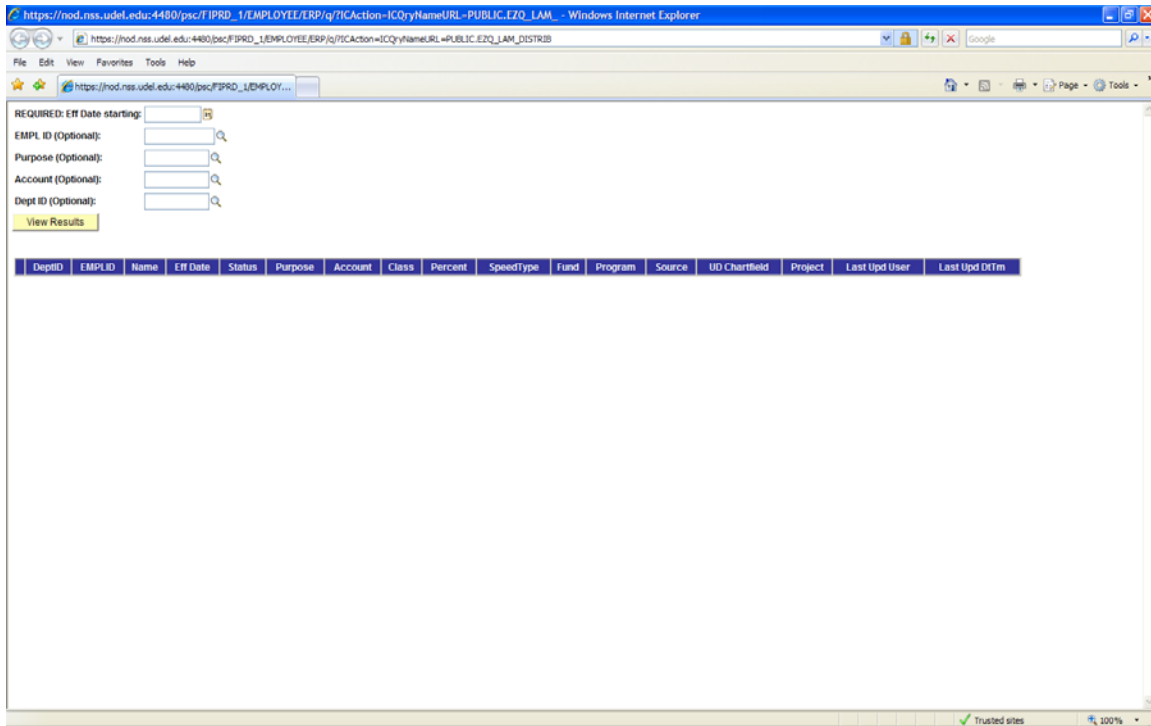 https://nod.nss.udel.edu:4480/psc/FIPRD_1/EMPLOYEE/ERP/q/?ICAction=ICQryNameURL=PUBLIC.EZQ_LAM_ - Windows Internet Explorer
https://nod.nss.udel.edu:4480/psc/FIPRD_1/EMPLOYEE/ERP/q/?ICAction=ICQryNameURL=PUBLIC.EZQ_LAM_DISTRIB Google
File Edit View Favorites Tools Help
https://nod.nss.udel.edu:4480/psc/FIPRD_1/EMPLOY... Page Tools
REQUIRED: Eff Date starting:
EMPL ID (Optional):
Purpose (Optional):
Account (Optional):
Dept ID (Optional):
View Results
DeptID EMPLID Name Eff Date Status Purpose Account Class Percent SpeedType Fund Program Source UD Chartfield Project Last Upd User Last Upd DtTm
Trusted sites 100%